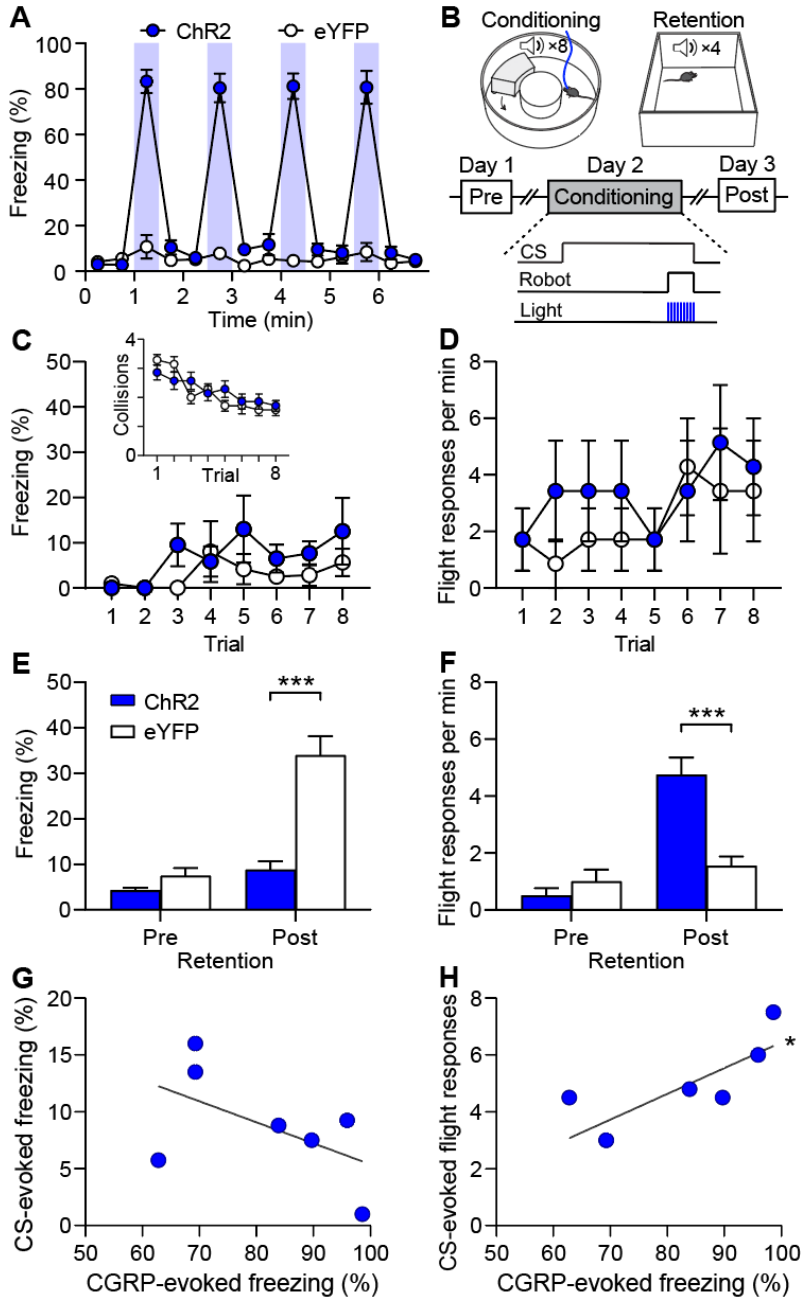 A
ChR2
eYFP
Freezing (%)
100
80
60
40
20
0
0
1
2
3
4
5
6
Time (min)
B
Conditioning
Retention
×8
×4
Day 1
Day 2
Day 3
Pre
Conditioning
Post
CS
Robot
Light
C
Freezing (%)
50
40
30
20
10
0
Collisions
4
0
1
8
Trial
1 2 3 4 5 6 7 8
Trial
D
Flight responses per min
8
6
4
2
0
1 2 3 4 5 6 7 8
Trial
E
Freezing (%)
50
40
30
20
10
0
ChR2
eYFP
***
Pre
Post
Retention
F
Flight responses per min
8
6
4
2
0
***
Pre
Post
Retention
G
CS-evoked freezing (%)
20
15
10
5
0
50 60 70 80 90 100
CGRP-evoked freezing (%)
H
CS-evoked flight responses
8
6
4
2
0
*
50 60 70 80 90 100
CGRP-evoked freezing (%)